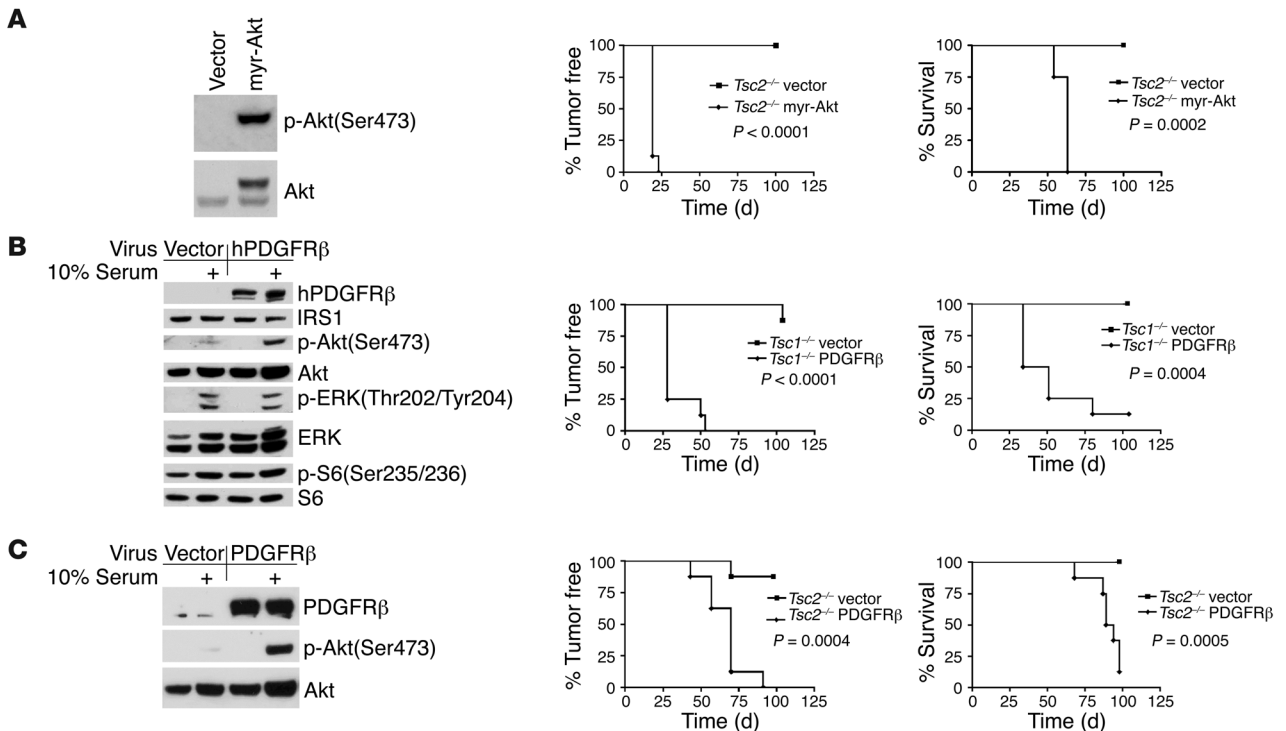 A
Vector
myr-Akt
p-Akt(Ser473)
Akt
% Tumor free
100
75
50
25
0
0 25 50 75 100 125
Time (d)
Tsc2–/– vector
Tsc2–/– myr-Akt
P < 0.0001
% Survival
100
75
50
25
0
0 25 50 75 100 125
Time (d)
Tsc2–/– vector
Tsc2–/– myr-Akt
P = 0.0002
B
Virus Vector hPDGFRβ
10% Serum + +
hPDGFRβ
IRS1
p-Akt(Ser473)
Akt
p-ERK(Thr202/Tyr204)
ERK
p-S6(Ser235/236)
S6
% Tumor free
100
75
50
25
0
0 25 50 75 100 125
Time (d)
Tsc1–/– vector
Tsc1–/– PDGFRβ
P < 0.0001
% Survival
100
75
50
25
0
0 25 50 75 100 125
Time (d)
Tsc1–/– vector
Tsc1–/– PDGFRβ
P = 0.0004
C
Virus Vector PDGFRβ
10% Serum + +
PDGFRβ
p-Akt(Ser473)
Akt
% Tumor free
100
75
50
25
0
0 25 50 75 100 125
Time (d)
Tsc2–/– vector
Tsc2–/– PDGFRβ
P = 0.0004
% Survival
100
75
50
25
0
0 25 50 75 100 125
Time (d)
Tsc2–/– vector
Tsc2–/– PDGFRβ
P = 0.0005